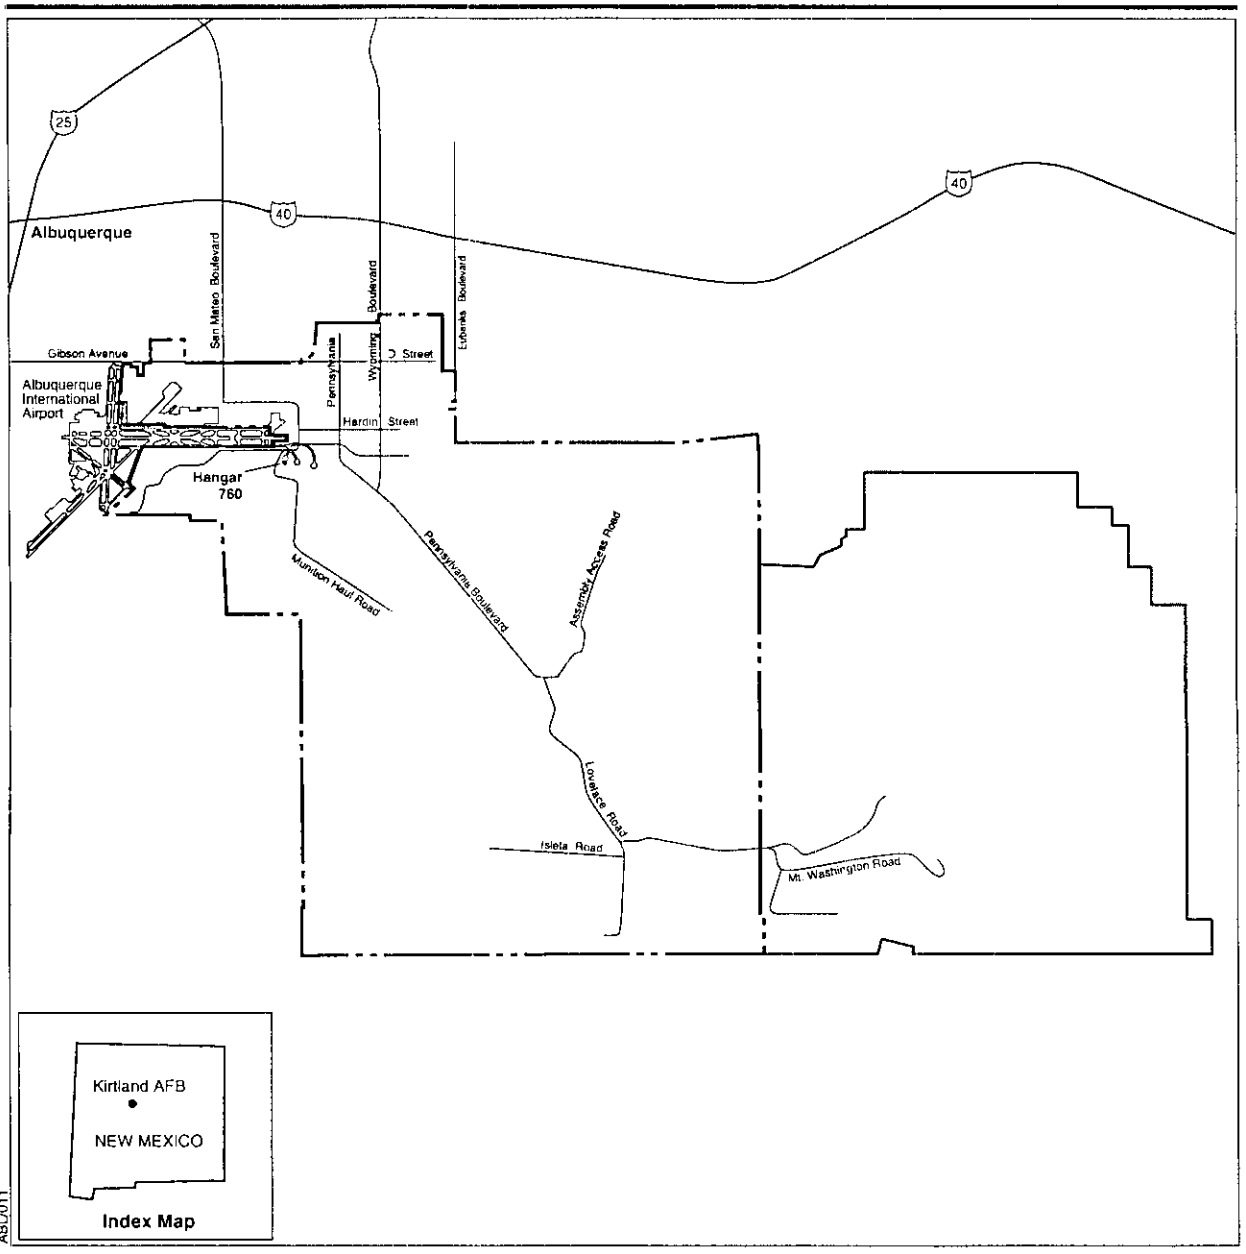 25
40
40
Albuquerque
San Mateo Boulevard
Wyoming Boulevard
Eubanks Boulevard
Gibson Avenue
Pennsylvania
D Street
Albuquerque
International
Airport
Hardin Street
Hangar
760
Munition Haul Road
Pennsylvania Boulevard
Assembly Access Road
Lovelace Road
Isleta Road
Mt. Washington Road
Kirtland AFB
NEW MEXICO
Index Map